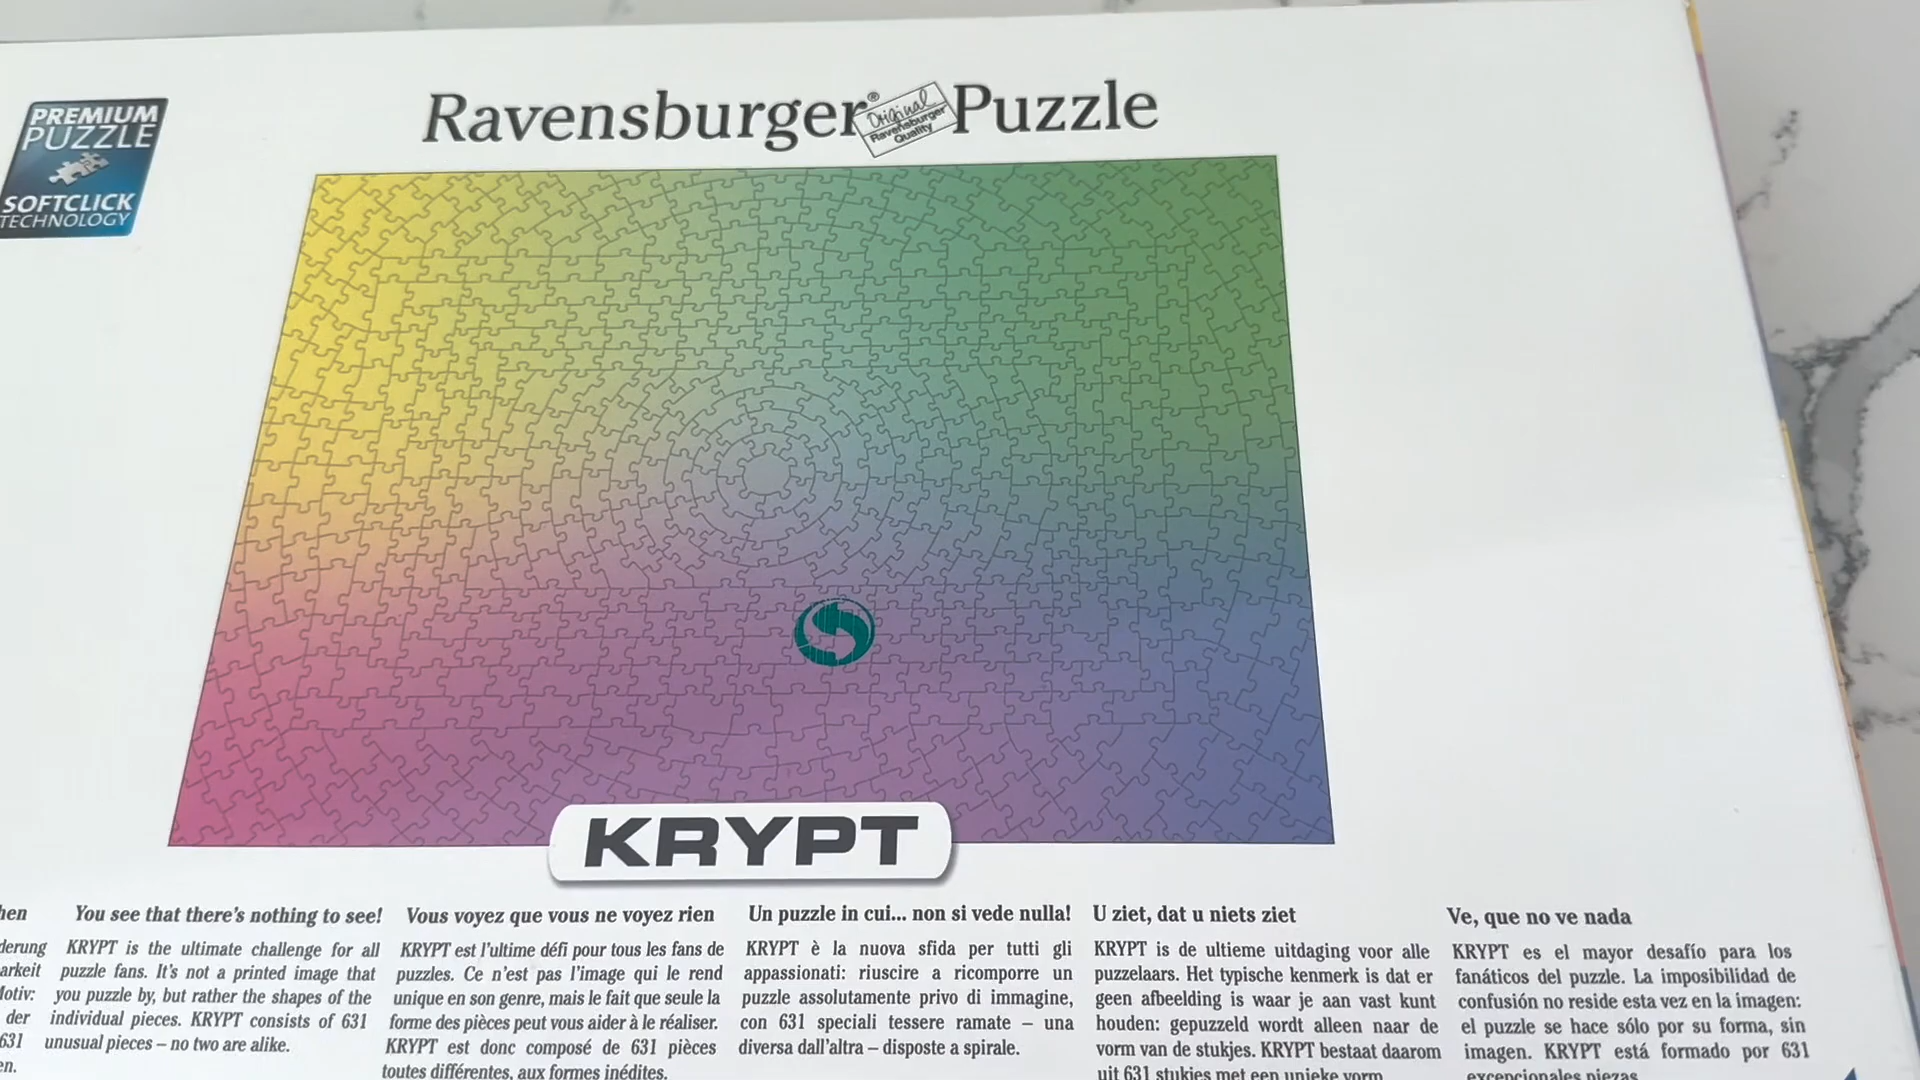 PREMIUM
PUZZLE
SOFTCLICK
TECHNOLOGY
Ravensburger® Puzzle
Original
Ravensburger
Quality
KRYPT
You see that there's nothing to see!
KRYPT is the ultimate challenge for all
puzzle fans. It's not a printed image that
you puzzle by, but rather the shapes of the
individual pieces. KRYPT consists of 631
unusual pieces – no two are alike.
Vous voyez que vous ne voyez rien
KRYPT est l'ultime défi pour tous les fans de
puzzles. Ce n'est pas l'image qui le rend
unique en son genre, mais le fait que seule la
forme des pièces peut vous aider à le réaliser.
KRYPT est donc composé de 631 pièces
toutes différentes, aux formes inédites.
Un puzzle in cui... non si vede nulla!
KRYPT è la nuova sfida per tutti gli
appassionati: riuscire a ricomporre un
puzzle assolutamente privo di immagine,
con 631 speciali tessere ramate – una
diversa dall'altra – disposte a spirale.
U ziet, dat u niets ziet
KRYPT is de ultieme uitdaging voor alle
puzzelaars. Het typische kenmerk is dat er
geen afbeelding is waar je aan vast kunt
houden: gepuzzeld wordt alleen naar de
vorm van de stukjes. KRYPT bestaat daarom
uit 631 stukjes met een unieke vorm
Ve, que no ve nada
KRYPT es el mayor desafío para los
fanáticos del puzzle. La imposibilidad de
confusión no reside esta vez en la imagen:
el puzzle se hace sólo por su forma, sin
imagen. KRYPT está formado por 631
excepcionales piezas